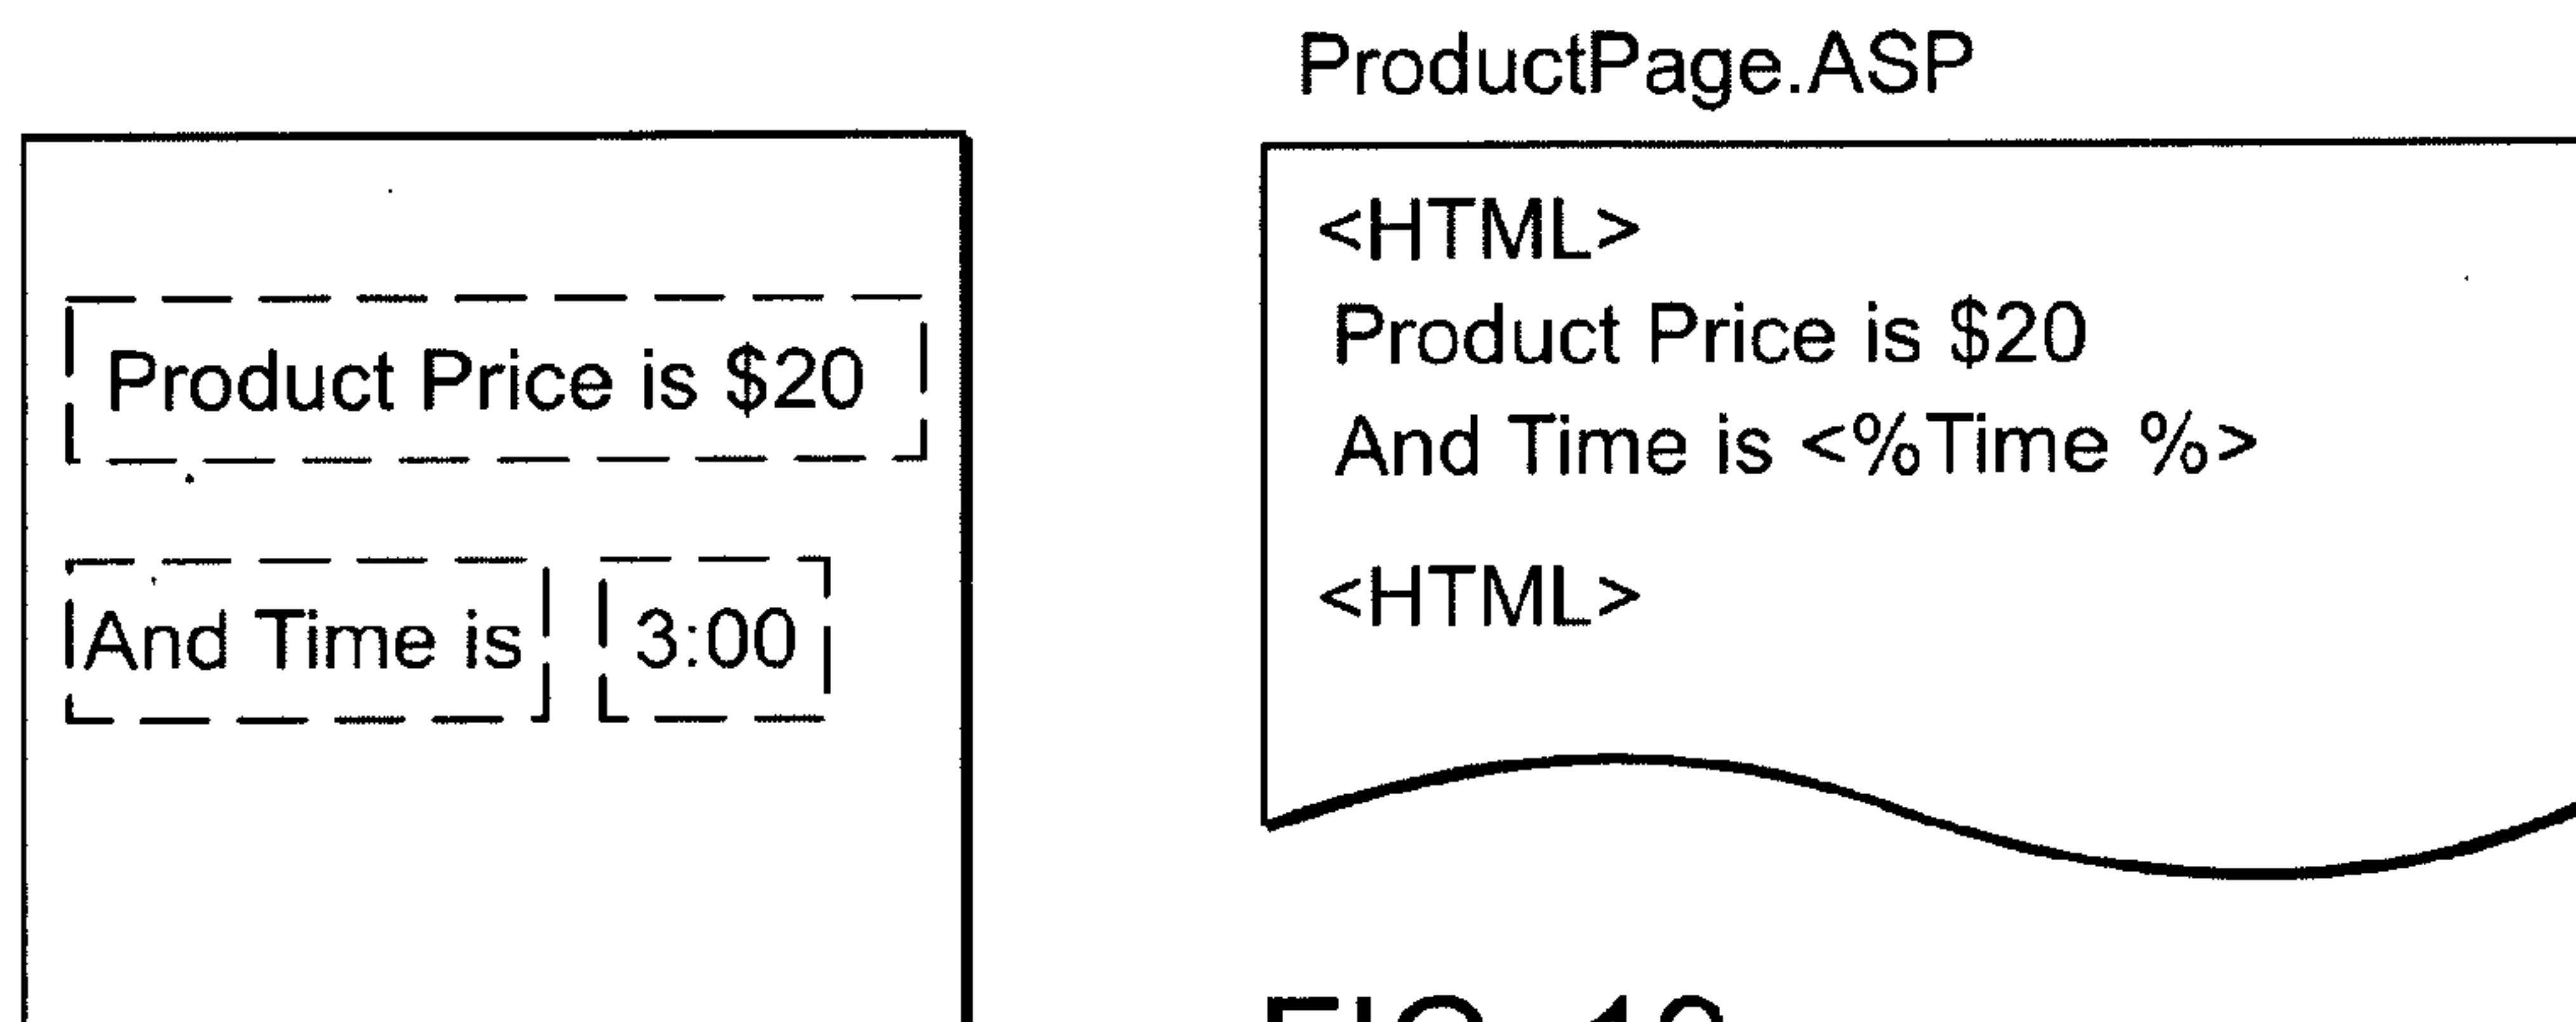 Product Price is $20
And Time is 3:00
ProductPage.ASP
<HTML>
Product Price is $20
And Time is <%Time %>
<HTML>